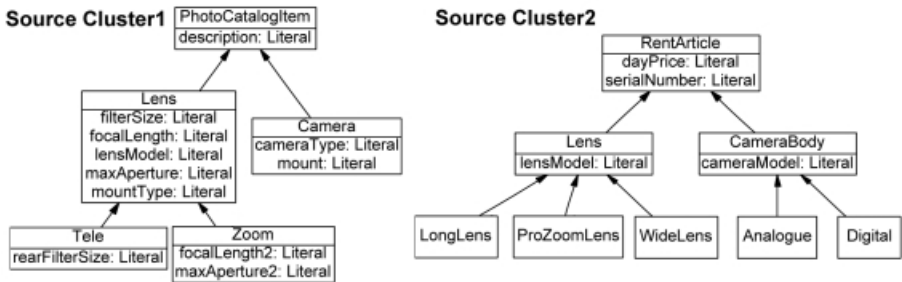 Source Cluster1
PhotoCatalogItem
description: Literal
Lens
filterSize: Literal
focalLength: Literal
lensModel: Literal
maxAperture: Literal
mountType: Literal
Camera
cameraType: Literal
mount: Literal
Tele
rearFilterSize: Literal
Zoom
focalLength2: Literal
maxAperture2: Literal
Source Cluster2
RentArticle
dayPrice: Literal
serialNumber: Literal
Lens
lensModel: Literal
CameraBody
cameraModel: Literal
LongLens
ProZoomLens
WideLens
Analogue
Digital